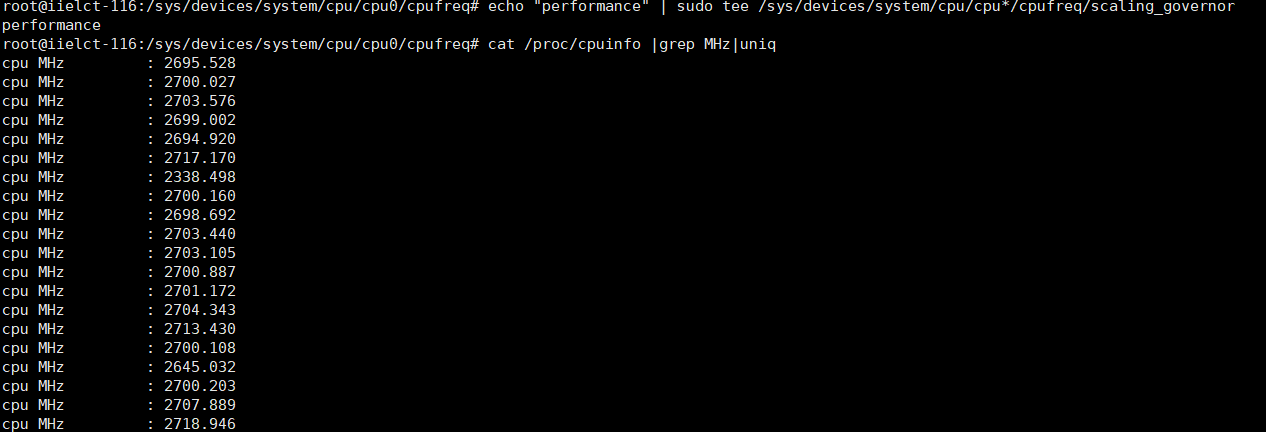 root@iielct-116:/sys/devices/system/cpu/cpu0/cpufreq# echo "performance" | sudo tee /sys/devices/system/cpu/cpu*/cpufreq/scaling_governor
performance
root@iielct-116:/sys/devices/system/cpu/cpu0/cpufreq# cat /proc/cpuinfo |grep MHz|uniq
cpu MHz         : 2695.528
cpu MHz         : 2700.027
cpu MHz         : 2703.576
cpu MHz         : 2699.002
cpu MHz         : 2694.920
cpu MHz         : 2717.170
cpu MHz         : 2338.498
cpu MHz         : 2700.160
cpu MHz         : 2698.692
cpu MHz         : 2703.440
cpu MHz         : 2703.105
cpu MHz         : 2700.887
cpu MHz         : 2701.172
cpu MHz         : 2704.343
cpu MHz         : 2713.430
cpu MHz         : 2700.108
cpu MHz         : 2645.032
cpu MHz         : 2700.203
cpu MHz         : 2707.889
cpu MHz         : 2718.946